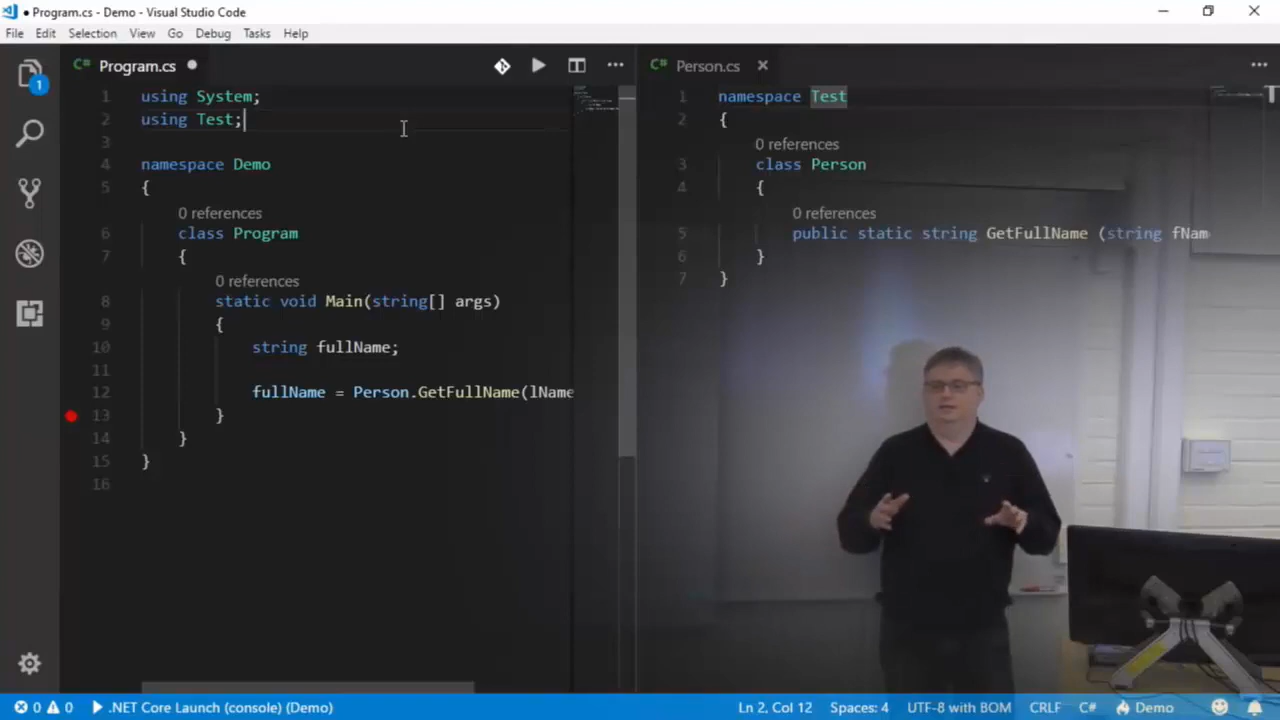 ● Program.cs - Demo - Visual Studio Code
File Edit Selection View Go Debug Tasks Help
1
C# Program.cs ●
1 using System;
2 using Test;
3
4 namespace Demo
5 {
0 references
6 class Program
7 {
0 references
8 static void Main(string[] args)
9 {
10 string fullName;
11
12 fullName = Person.GetFullName(lName
13 }
14 }
15 }
16
C# Person.cs
1 namespace Test
2 {
0 references
3 class Person
4 {
0 references
5 public static string GetFullName (string fNam
6 }
7 }
0 0 .NET Core Launch (console) (Demo) Ln 2, Col 12 Spaces: 4 UTF-8 with BOM CRLF C# Demo